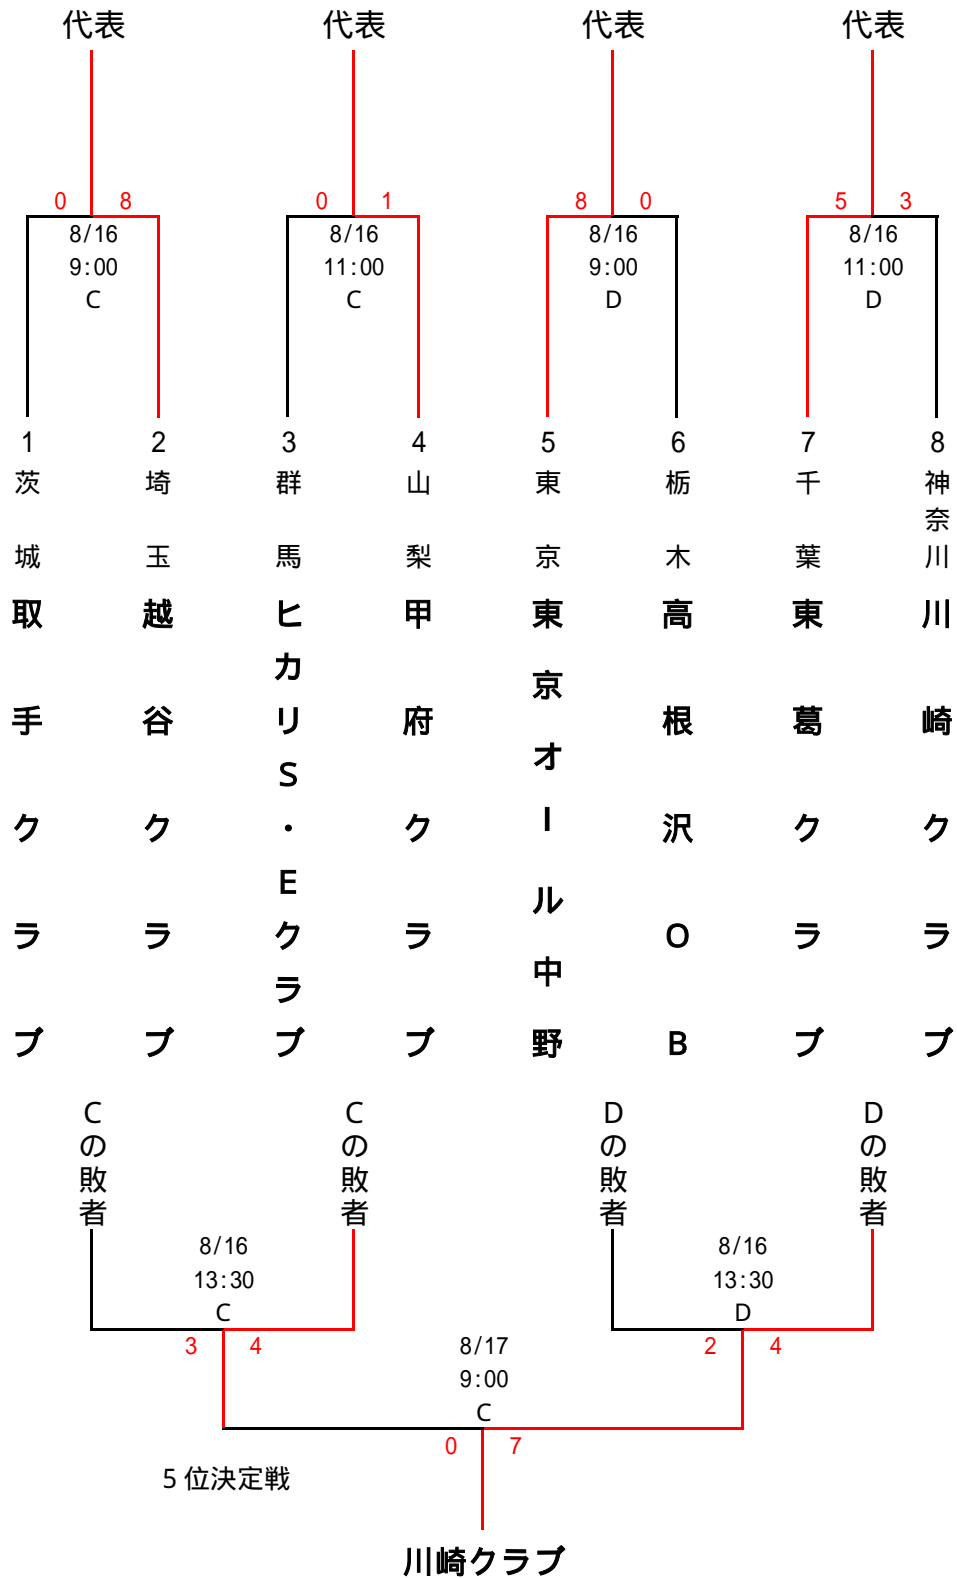 代表 代表 代表 代表
0 8 0 1 8 0 5 3
8/16 8/16 8/16 8/16
9:00 11:00 9:00 11:00
C C D D
1 2 3 4 5 6 7 8
茨城 埼玉 群馬 山梨 東京 栃木 千葉 神奈川
取手クラブ
越谷クラブ
ヒカリS・Eクラブ
甲府クラブ
東京オール中野
高根沢OB
東葛クラブ
川崎クラブ
Cの敗者 Cの敗者 Dの敗者 Dの敗者
8/16 8/16
13:30 13:30
C D
3 4 2 4
8/17
9:00
C
0 7
5位決定戦
川崎クラブ